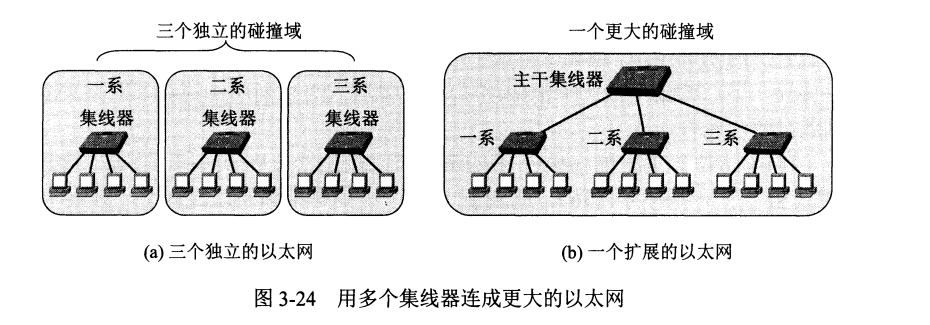 三个独立的碰撞域
一系
集线器
二系
集线器
三系
集线器
(a) 三个独立的以太网
一个更大的碰撞域
主干集线器
一系
二系
三系
(b) 一个扩展的以太网
图 3-24 用多个集线器连成更大的以太网